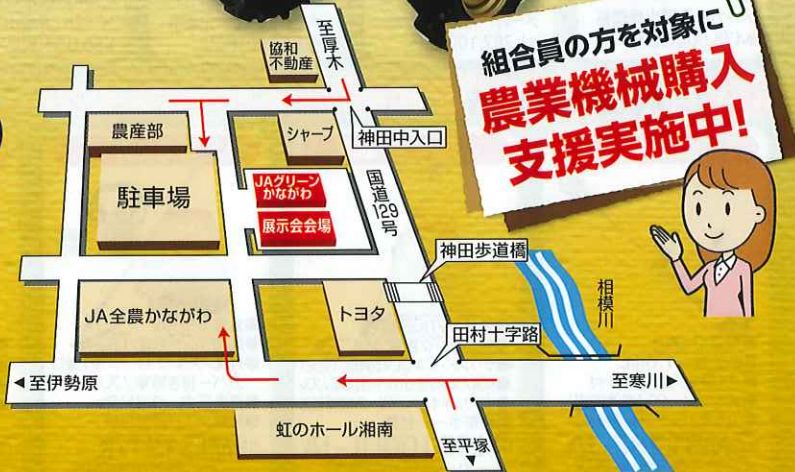 至厚木
協和
不動産
組合員の方を対象に
農業機械購入
支援実施中!
農産部
シャープ
神田中入口
駐車場
JAグリーン
かながわ
展示会会場
国道129号
神田歩道橋
相模川
JA全農かながわ
トヨタ
田村十字路
◀至伊勢原
至寒川▶
虹のホール湘南
至平塚
▼